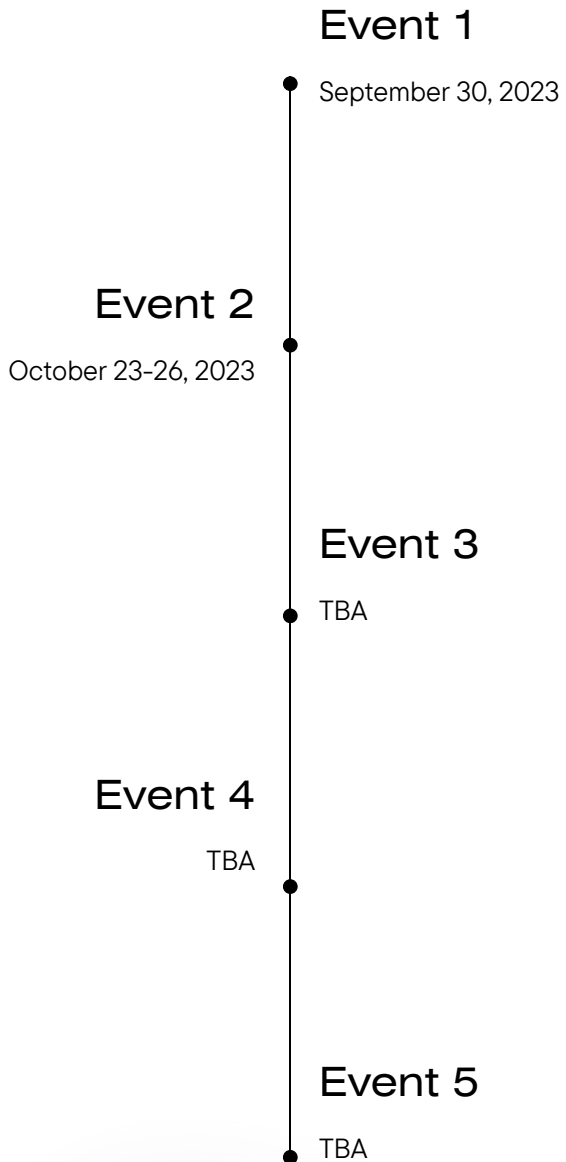 Event 1
September 30, 2023
Event 2
October 23-26, 2023
Event 3
TBA
Event 4
TBA
Event 5
TBA